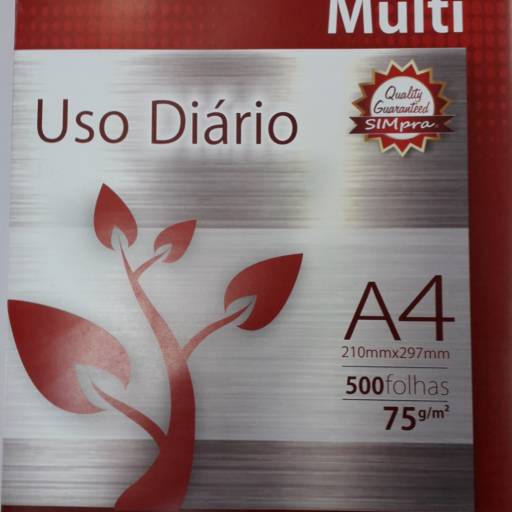 Multi
Uso Diário
Quality
Guaranteed
SIMpra
A4
210mmx297mm
500folhas
75g/m²